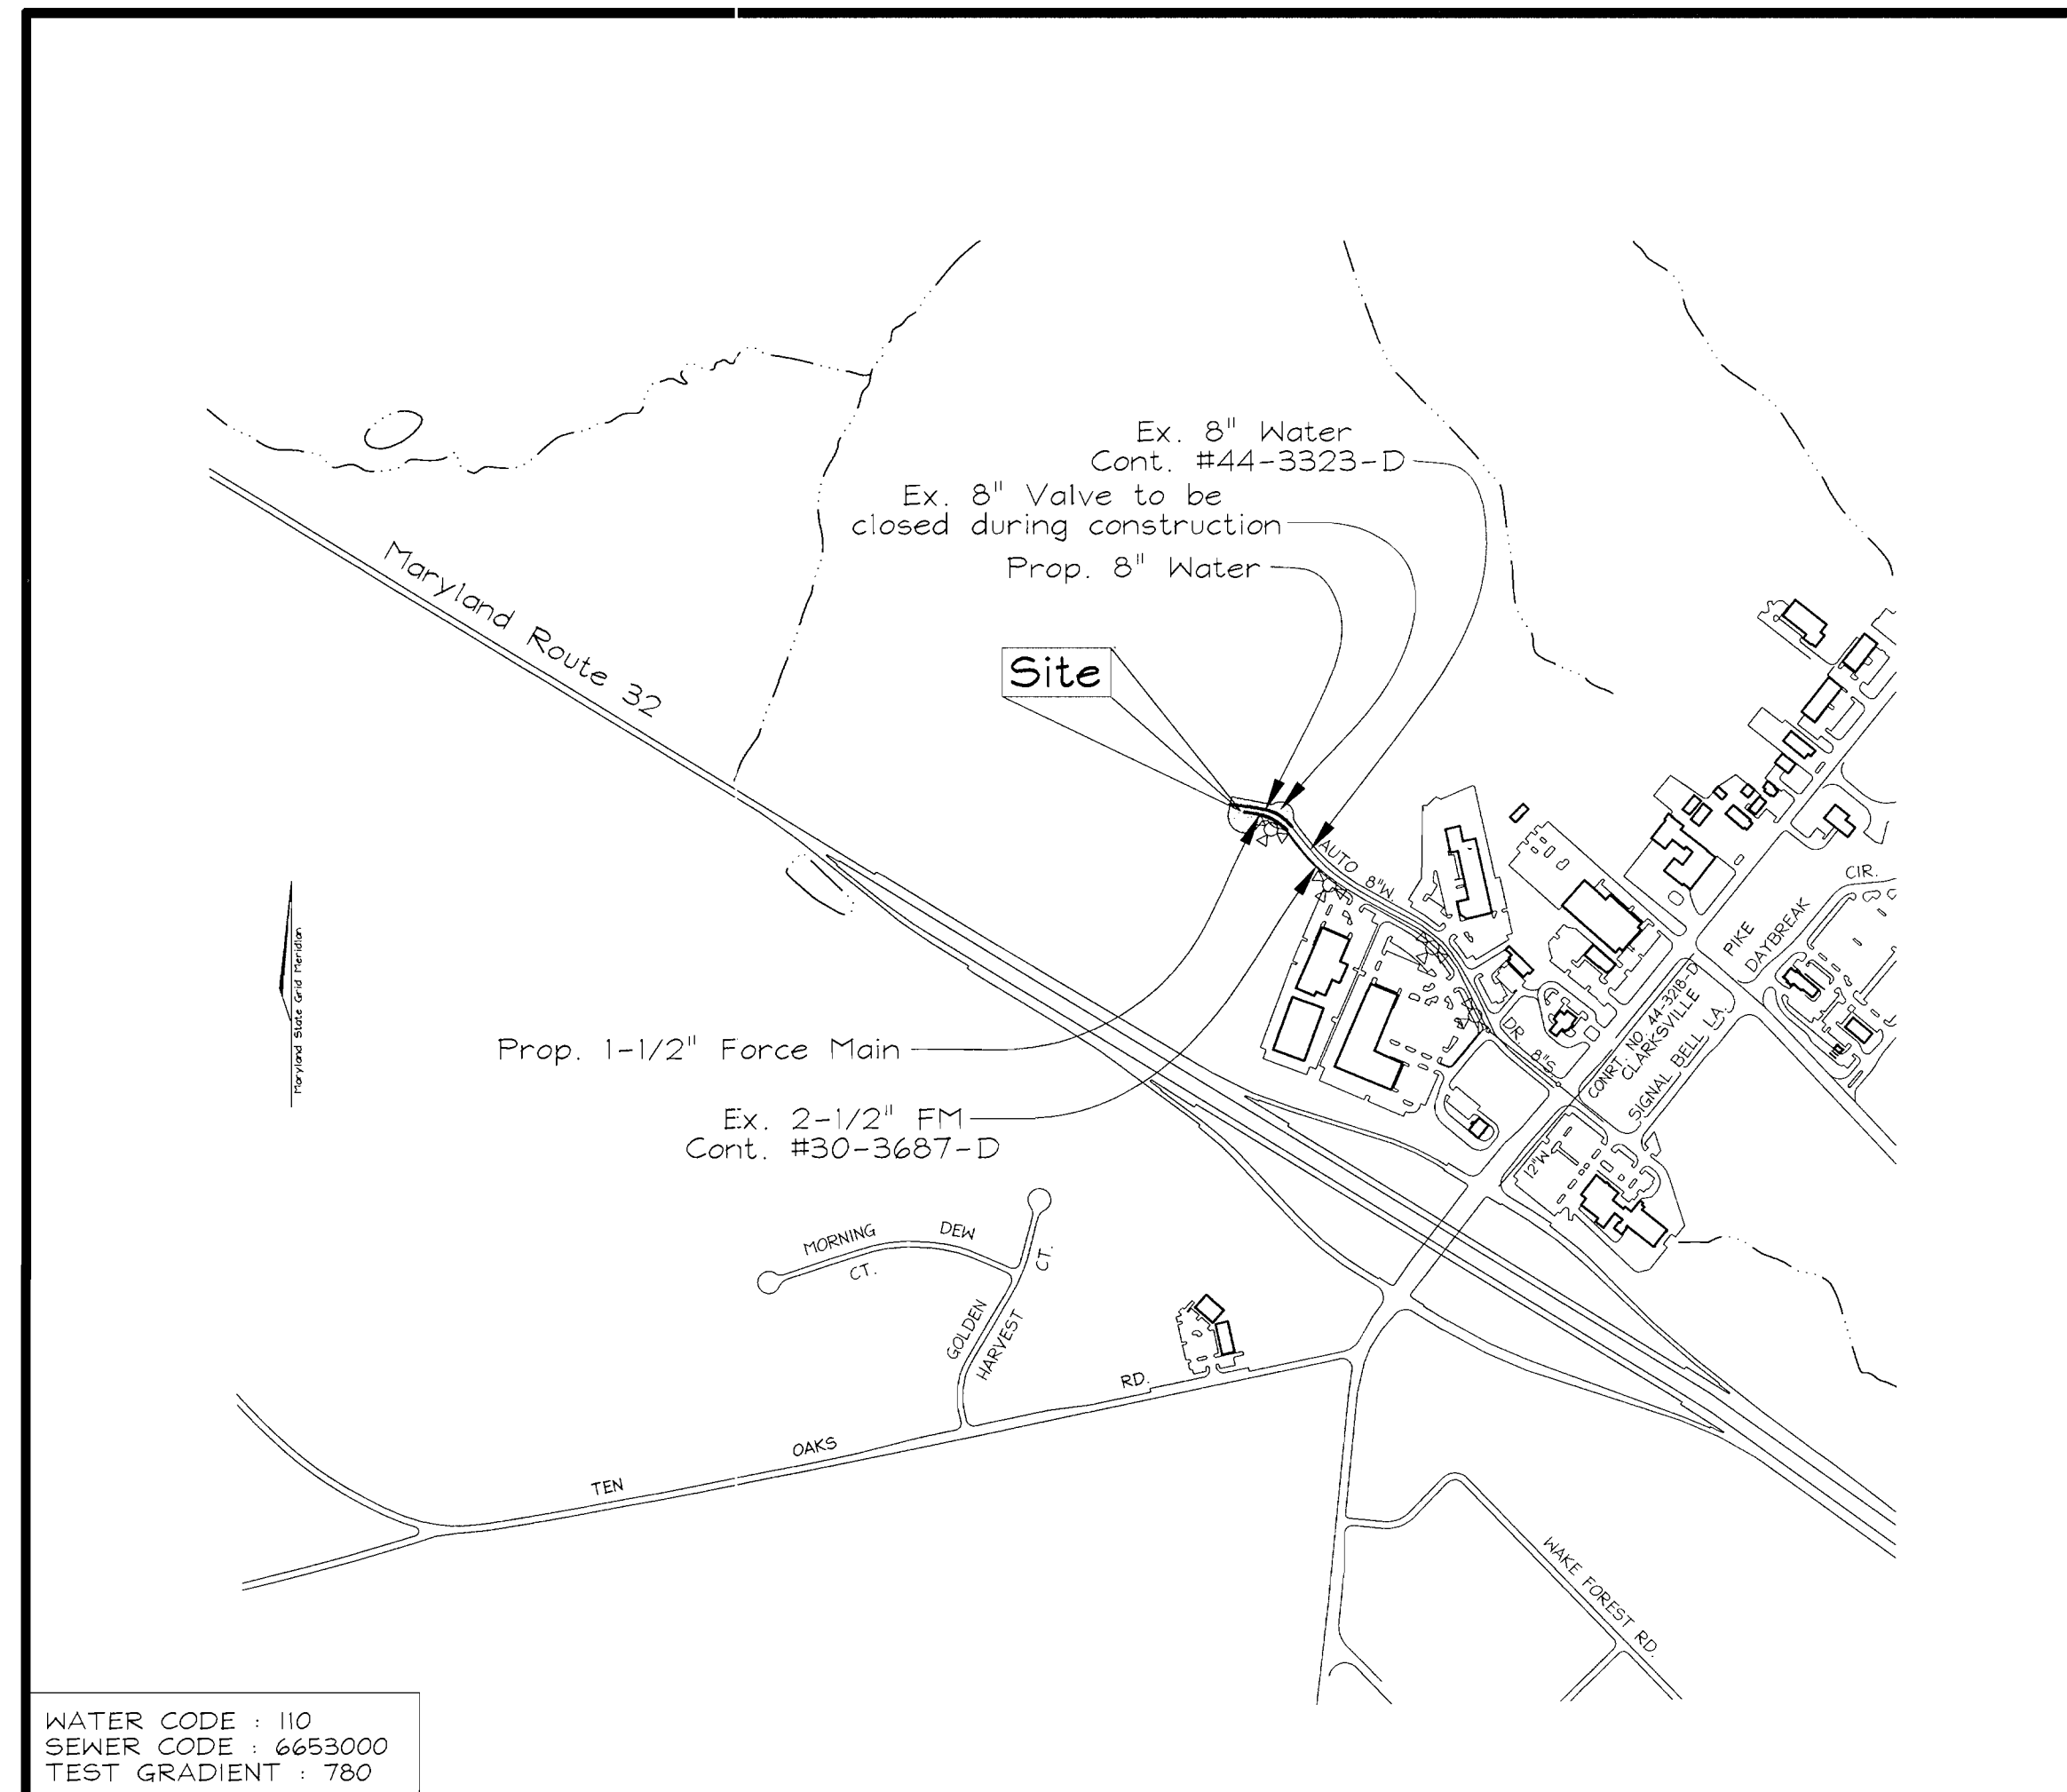 Ex. 8" Water
Cont. #44-3323-D
Ex. 8" Valve to be
closed during construction
Prop. 8" Water
Maryland Route 32
Site
AUTO
8"W.
CIR.
PIKE
DAYBREAK
Maryland State Grid Meridian
DR.
8"S.
CONRT. NO. 44-3218-D
CLARKSVILLE
SIGNAL BELL LA.
Prop. 1-1/2" Force Main
Ex. 2-1/2" FM
Cont. #30-3687-D
12"W
MORNING
DEW
CT.
CT.
GOLDEN
HARVEST
RD.
OAKS
TEN
WAKE FOREST RD.
WATER CODE : 110
SEWER CODE : 6653000
TEST GRADIENT : 780